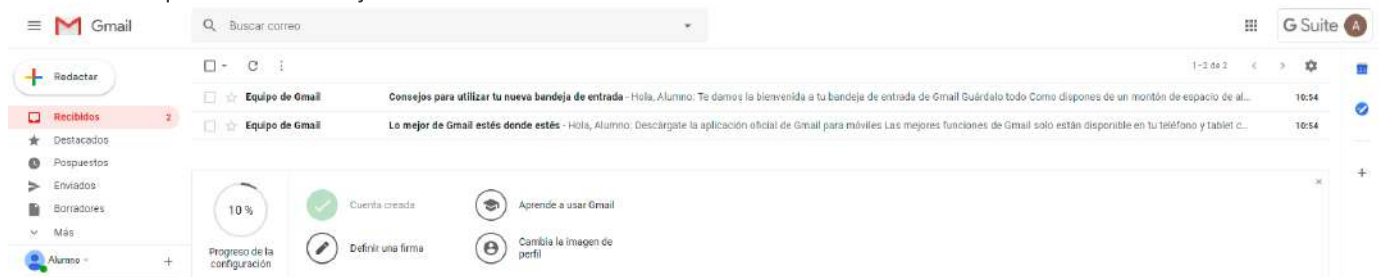 Gmail
Buscar correo
G Suite A
Redactar
1-2 de 2
Equipo de Gmail Consejos para utilizar tu nueva bandeja de entrada - Hola, Alumno: Te damos la bienvenida a tu bandeja de entrada de Gmail Guárdalo todo Como dispones de un montón de espacio de al... 10:54
Recibidos 2
Equipo de Gmail Lo mejor de Gmail estés donde estés - Hola, Alumno: Descárgate la aplicación oficial de Gmail para móviles Las mejores funciones de Gmail solo están disponible en tu teléfono y tablet c... 10:54
Destacados
Pospuestos
Enviados
Borradores
Más
Alumno
10 %
Progreso de la
configuración
Cuenta creada
Aprende a usar Gmail
Definir una firma
Cambia la imagen de
perfil